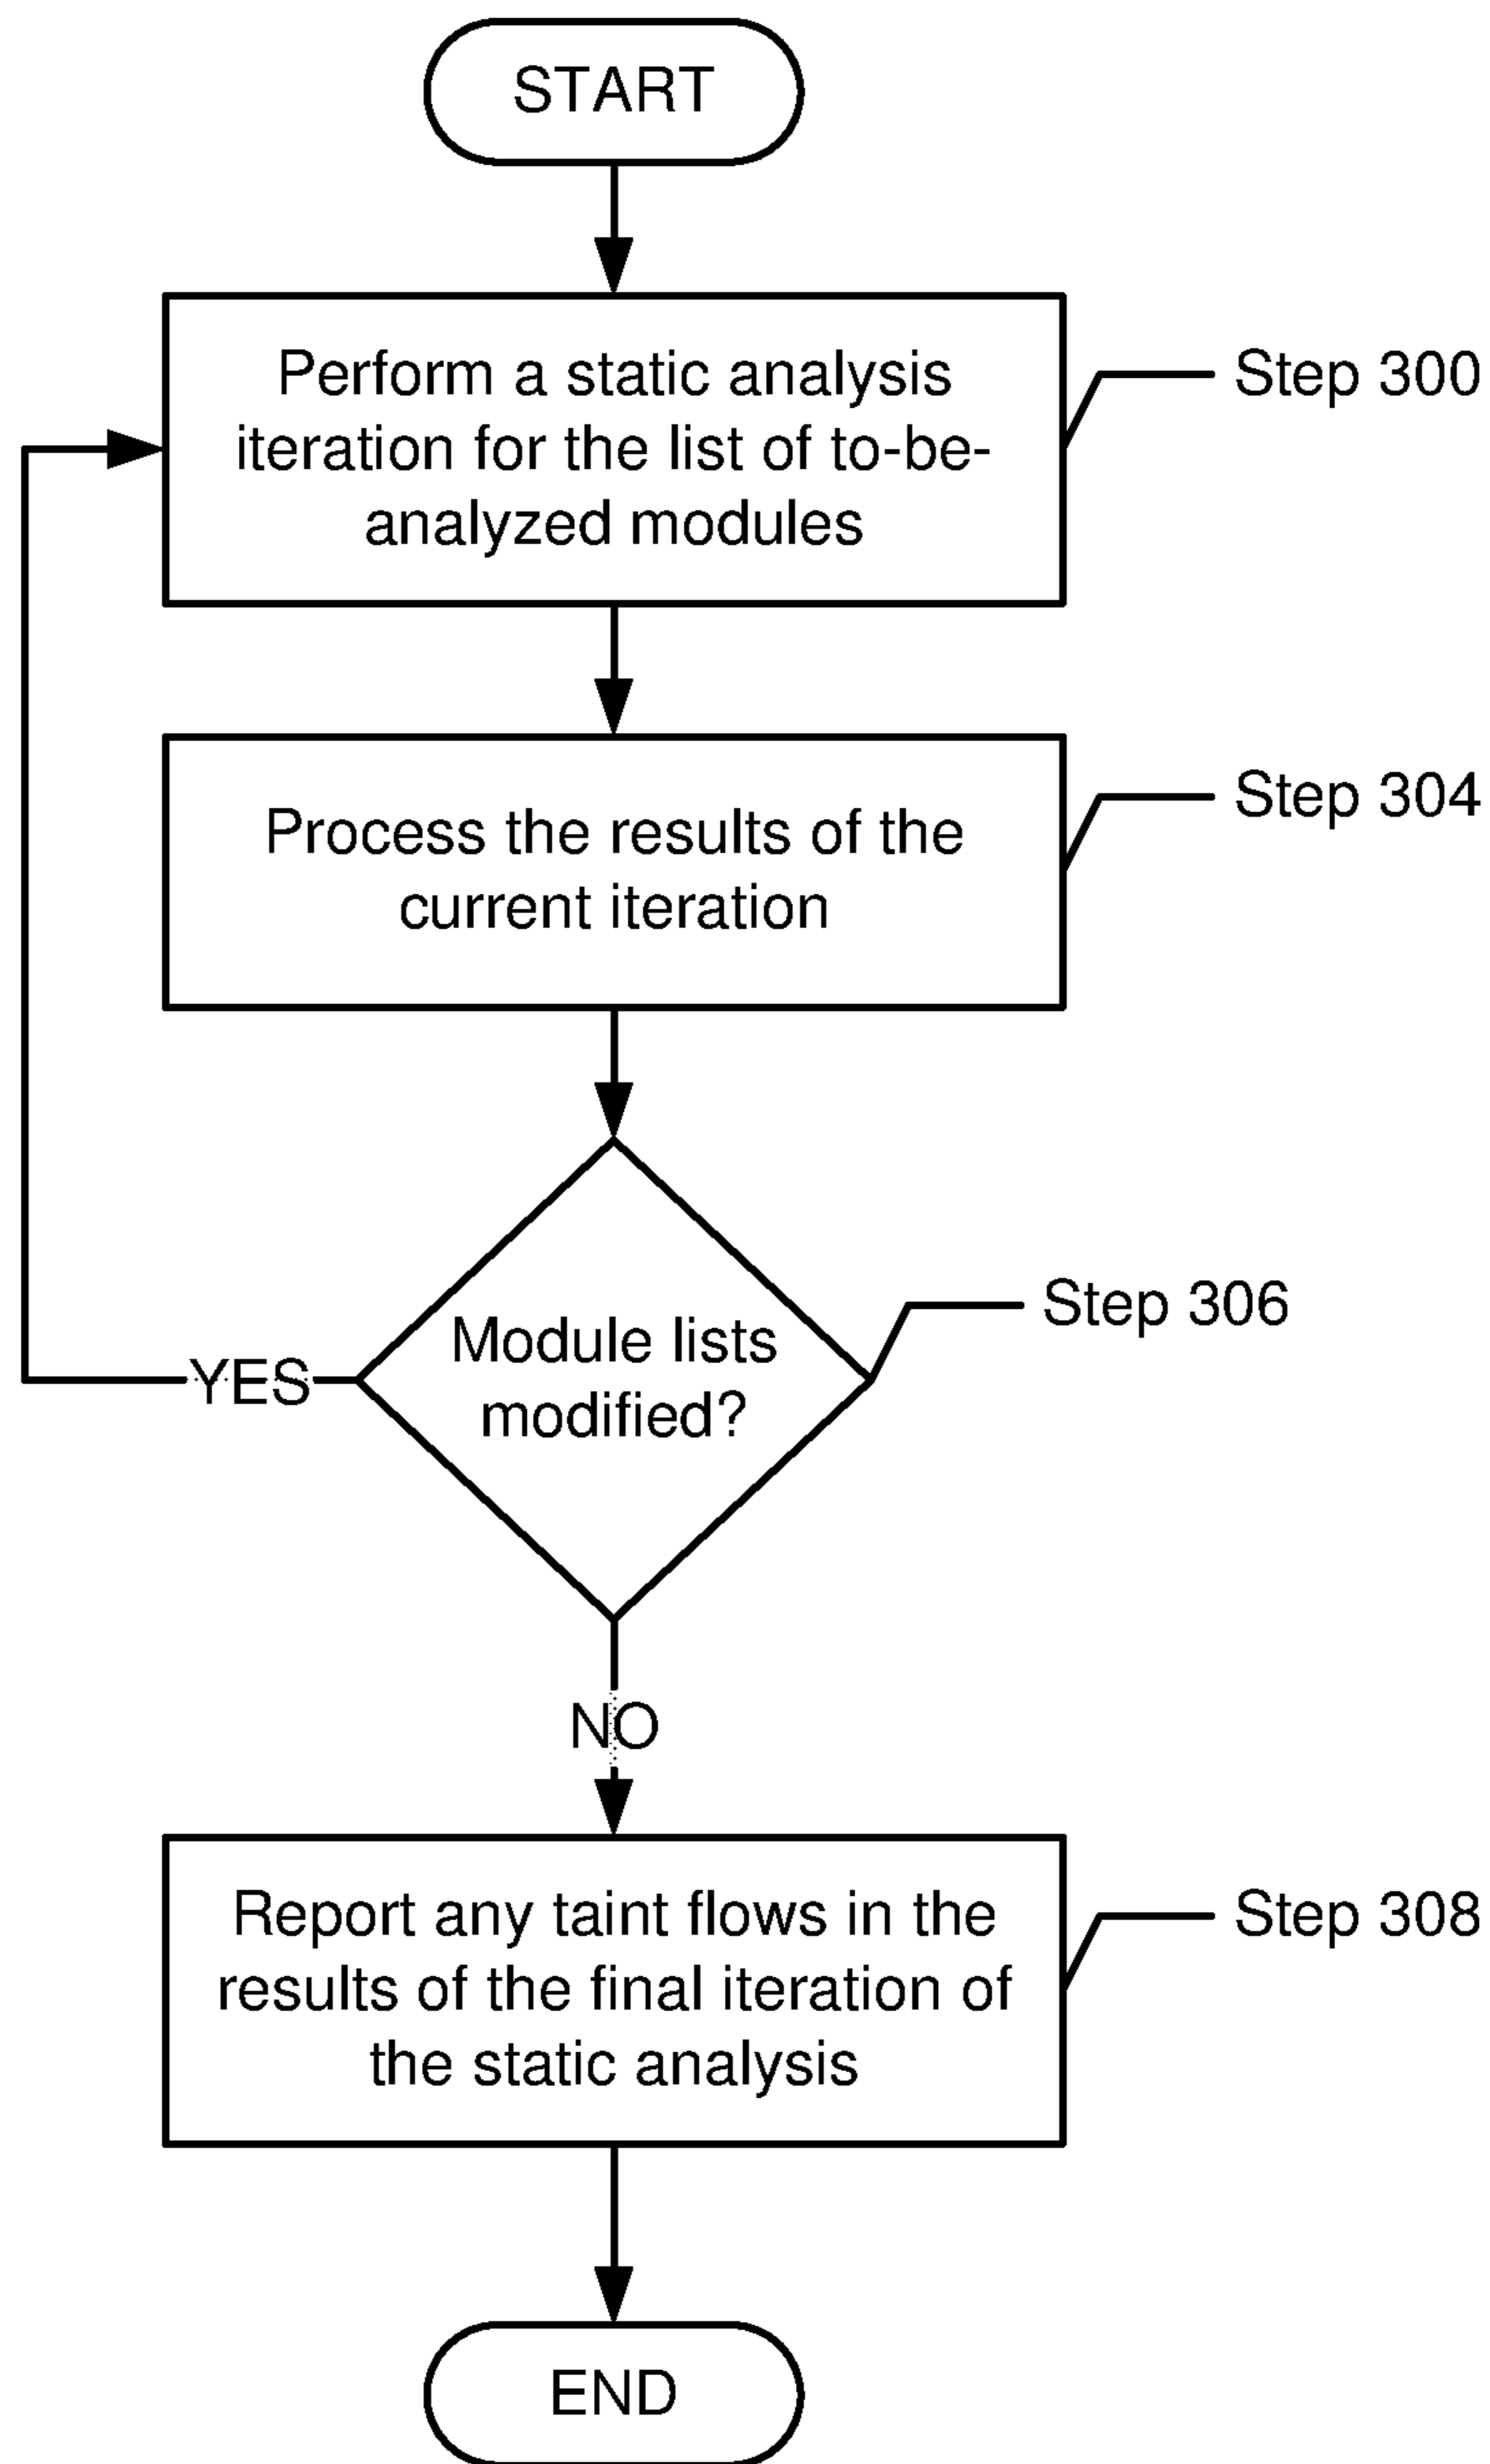 START
Perform a static analysis
iteration for the list of to-be-
analyzed modules
Step 300
Process the results of the
current iteration
Step 304
Module lists
modified?
Step 306
YES
NO
Report any taint flows in the
results of the final iteration of
the static analysis
Step 308
END